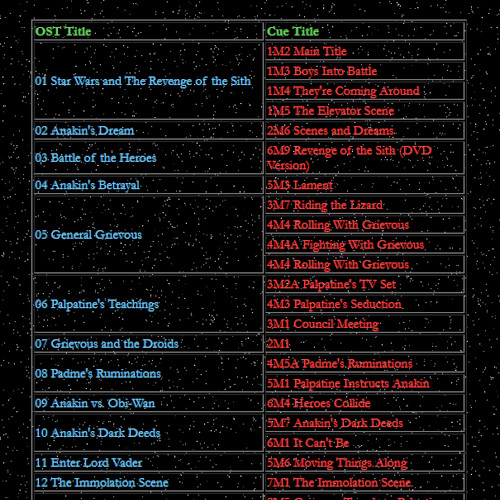 OST Title Cue Title
01 Star Wars and The Revenge of the Sith
1M2 Main Title
1M3 Boys Into Battle
1M4 They're Coming Around
1M5 The Elevator Scene
02 Anakin's Dream 2M6 Scenes and Dreams
03 Battle of the Heroes
6M9 Revenge of the Sith (DVD
Version)
04 Anakin's Betrayal 5M3 Lament
05 General Grievous
3M7 Riding the Lizard
4M4 Rolling With Grievous
4M4A Fighting With Grievous
4M4 Rolling With Grievous
06 Palpatine's Teachings
3M2A Palpatine's TV Set
4M3 Palpatine's Seduction
3M1 Council Meeting
07 Grievous and the Droids 2M1
08 Padme's Ruminations
4M5A Padme's Ruminations
5M1 Palpatine Instructs Anakin
09 Anakin vs. Obi-Wan 6M4 Heroes Collide
10 Anakin's Dark Deeds
5M? Anakin's Dark Deeds
6M1 It Can't Be
11 Enter Lord Vader 5M6 Moving Things Along
12 The Immolation Scene 7M1 The Immolation Scene